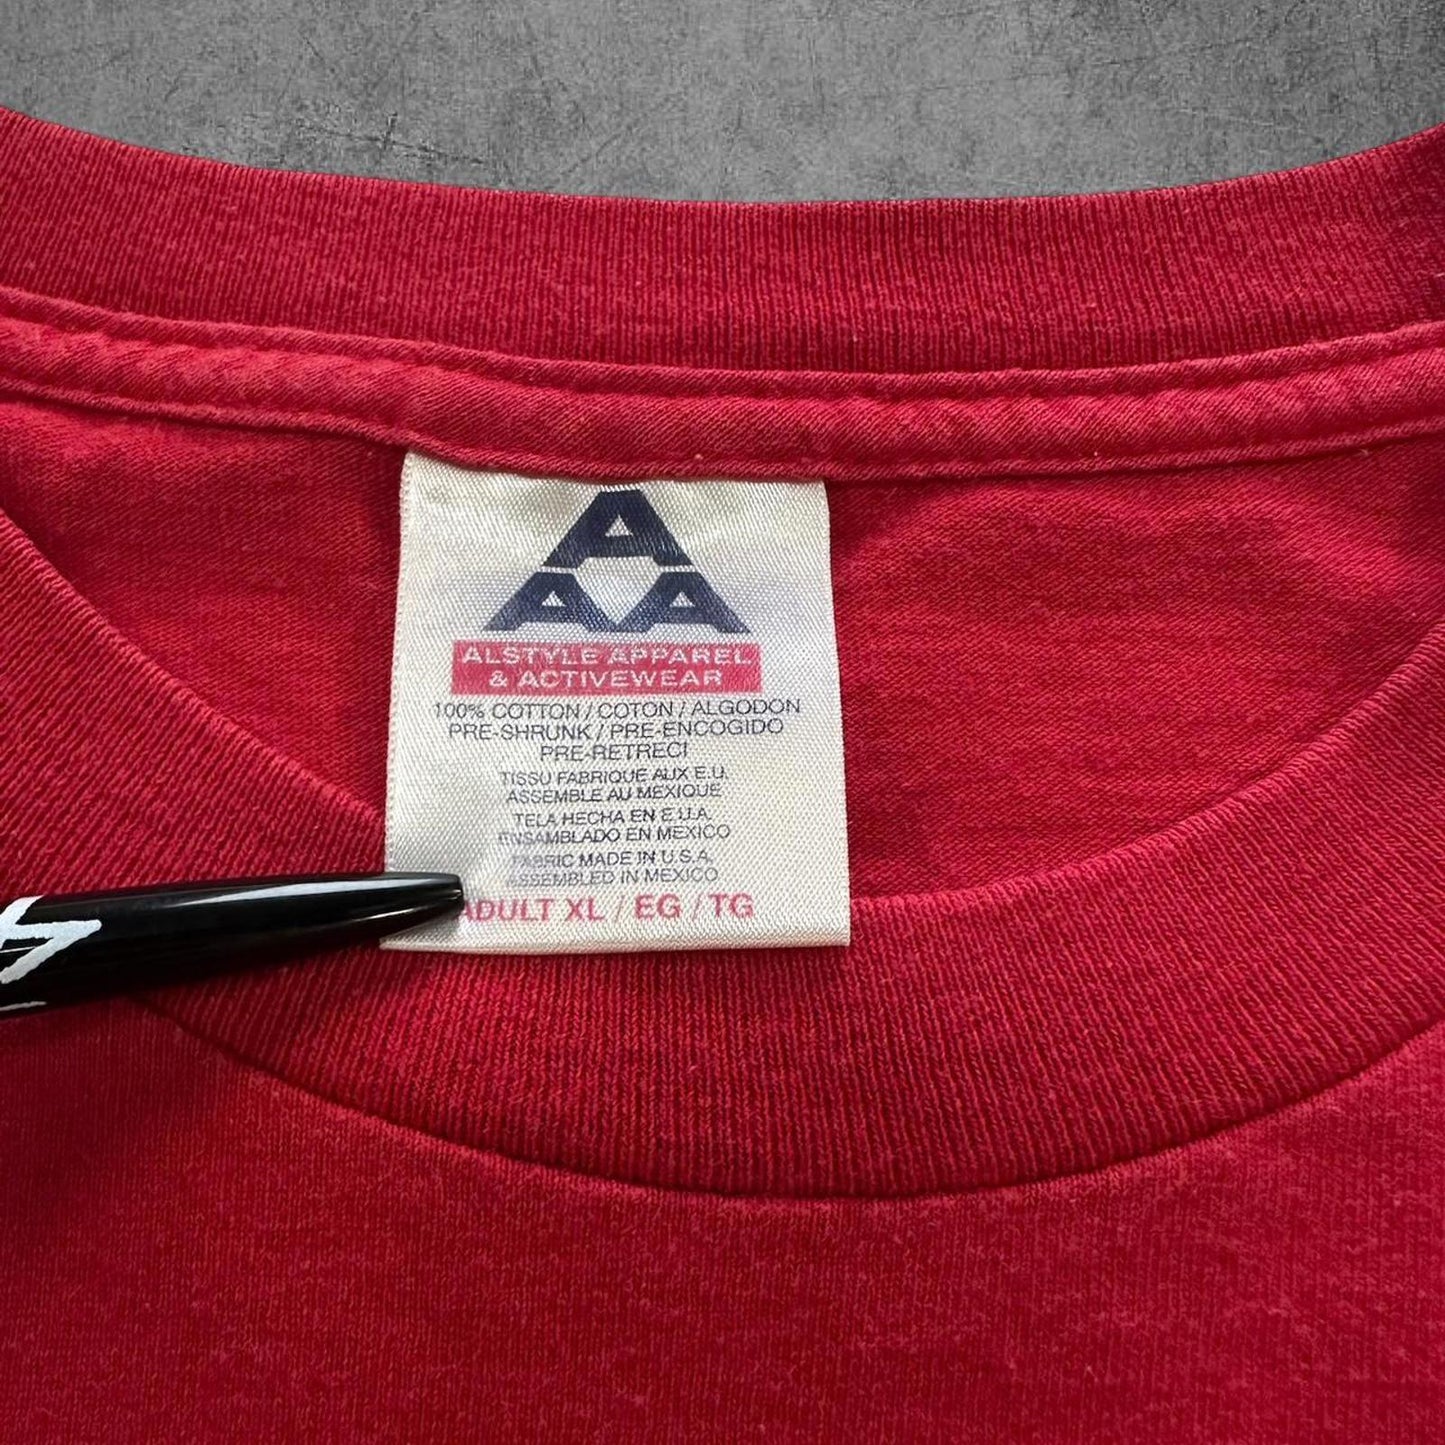 A
A A
ALSTYLE APPAREL
& ACTIVEWEAR
100% COTTON / COTON / ALGODON
PRE-SHRUNK / PRE-ENCOGIDO
PRE-RETRECI
TISSU FABRIQUE AUX E.U.
ASSEMBLE AU MEXIQUE
TELA HECHA EN E.U.A.
ENSAMBLADO EN MEXICO
FABRIC MADE IN U.S.A.
ASSEMBLED IN MEXICO
ADULT XL / EG / TG